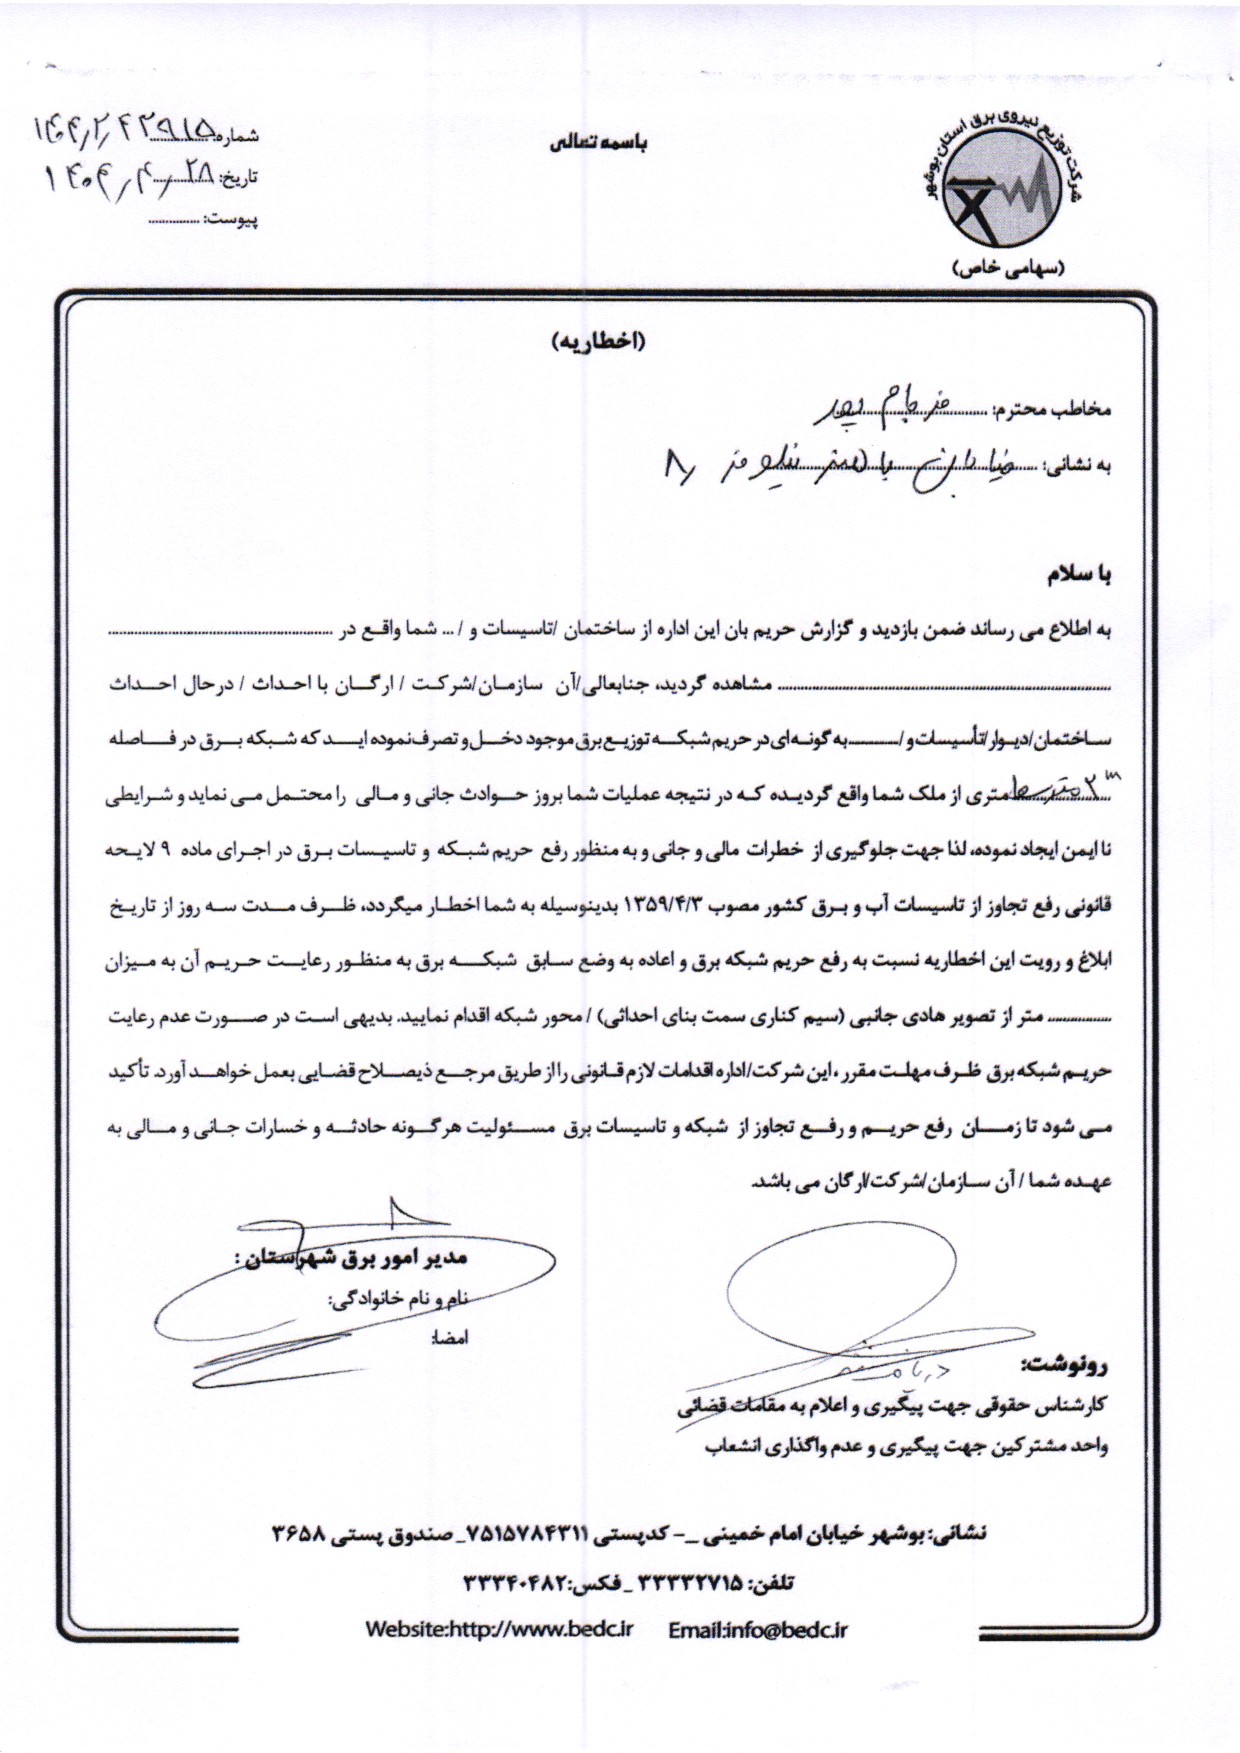 باسمه تعالی
شرکت توزیع نیروی برق استان بوشهر
(سهامی خاص)
شماره:
تاریخ: ۱۴۰۴/۴/۲۸
پیوست: ..............
(اخطاریه)
مخاطب محترم: پور
به نشانی: خیابان باهنر نیلوفر ۸
با سلام
به اطلاع می رساند ضمن بازدید و گزارش حریم بان این اداره از ساختمان /تاسیسات و /... شما واقع در ..............
.............. مشاهده گردید، جنابعالی/آن سازمان/شرکت / ارگان با احداث / درحال احداث
ساختمان/دیوار/تأسیسات و /..........به گونه‌ای در حریم شبکه توزیع برق موجود دخل و تصرف نموده اید که شبکه برق در فاصله
متری از ملک شما واقع گردیده که در نتیجه عملیات شما بروز حوادث جانی و مالی را محتمل می نماید و شرایطی
نا ایمن ایجاد نموده، لذا جهت جلوگیری از خطرات مالی و جانی و به منظور رفع حریم شبکه و تاسیسات برق در اجرای ماده ۹ لایحه
قانونی رفع تجاوز از تاسیسات آب و برق کشور مصوب ۱۳۵۹/۴/۳ بدینوسیله به شما اخطار میگردد، ظرف مدت سه روز از تاریخ
ابلاغ و رویت این اخطاریه نسبت به رفع حریم شبکه برق و اعاده به وضع سابق شبکه برق به منظور رعایت حریم آن به میزان
.............. متر از تصویر هادی جانبی (سیم کناری سمت بنای احداثی) / محور شبکه اقدام نمایید. بدیهی است در صورت عدم رعایت
حریم شبکه برق ظرف مهلت مقرر ، این شرکت/اداره اقدامات لازم قانونی را از طریق مرجع ذیصلاح قضایی بعمل خواهد آورد. تأکید
می شود تا زمان رفع حریم و رفع تجاوز از شبکه و تاسیسات برق مسئولیت هرگونه حادثه و خسارات جانی و مالی به
عهده شما / آن سازمان/شرکت/ارگان می باشد.
مدیر امور برق شهرستان :
نام و نام خانوادگی:
امضا:
رونوشت:
کارشناس حقوقی جهت پیگیری و اعلام به مقامات قضائی
واحد مشترکین جهت پیگیری و عدم واگذاری انشعاب
نشانی: بوشهر خیابان امام خمینی _- کدپستی ۷۵۱۵۷۸۴۳۱۱_ صندوق پستی ۳۶۵۸
تلفن: ۳۳۳۳۲۷۱۵ _ فکس:۳۳۳۴۰۴۸۲
Website:http://www.bedc.ir Email:info@bedc.ir